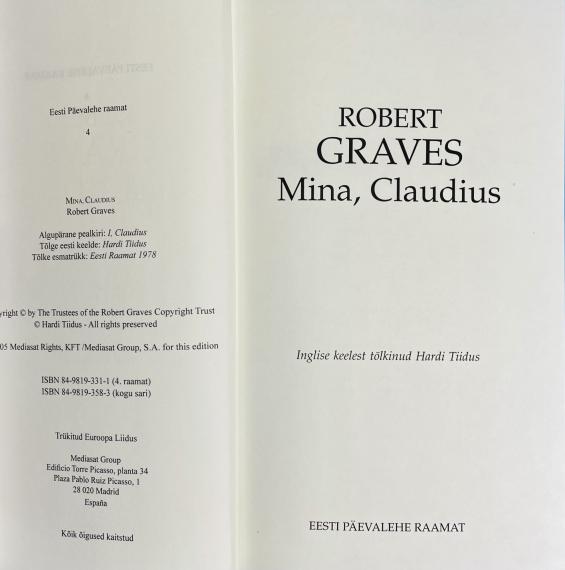 Eesti Päevalehe raamat
4
MINA, CLAUDIUS
Robert Graves
Algupärane pealkiri: I, Claudius
Tõlge eesti keelde: Hardi Tiidus
Tõlke esmatrükk: Eesti Raamat 1978
yright © by The Trustees of the Robert Graves Copyright Trust
© Hardi Tiidus - All rights preserved
05 Mediasat Rights, KFT /Mediasat Group, S.A. for this edition
ISBN 84-9819-331-1 (4. raamat)
ISBN 84-9819-358-3 (kogu sari)
Trükitud Euroopa Liidus
Mediasat Group
Edificio Torre Picasso, planta 34
Plaza Pablo Ruiz Picasso, 1
28 020 Madrid
España
Kõik õigused kaitstud
ROBERT
GRAVES
Mina, Claudius
Inglise keelest tõlkinud Hardi Tiidus
EESTI PÄEVALEHE RAAMAT